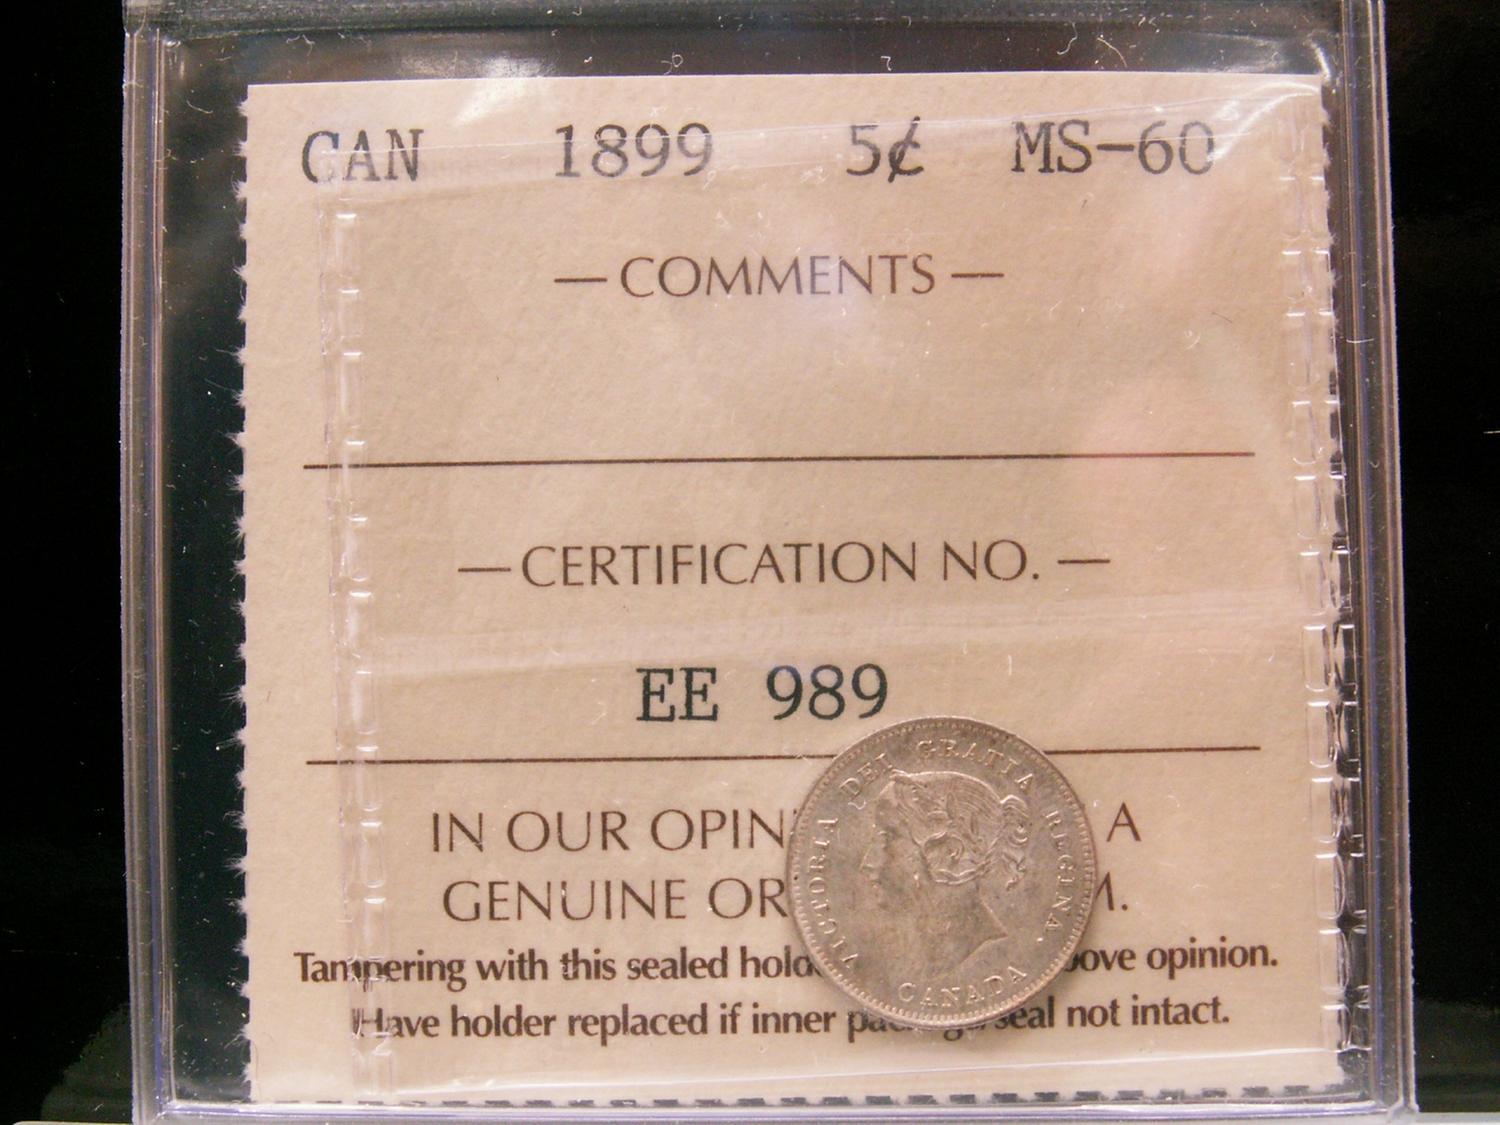 CAN 1899 5¢ MS-60
— COMMENTS —
— CERTIFICATION NO. —
EE 989
IN OUR OPIN A
GENUINE OR M.
Tampering with this sealed hold ove opinion.
Have holder replaced if inner pa g seal not intact.
VICTORIA DEI GRATIA REGINA.
CANADA